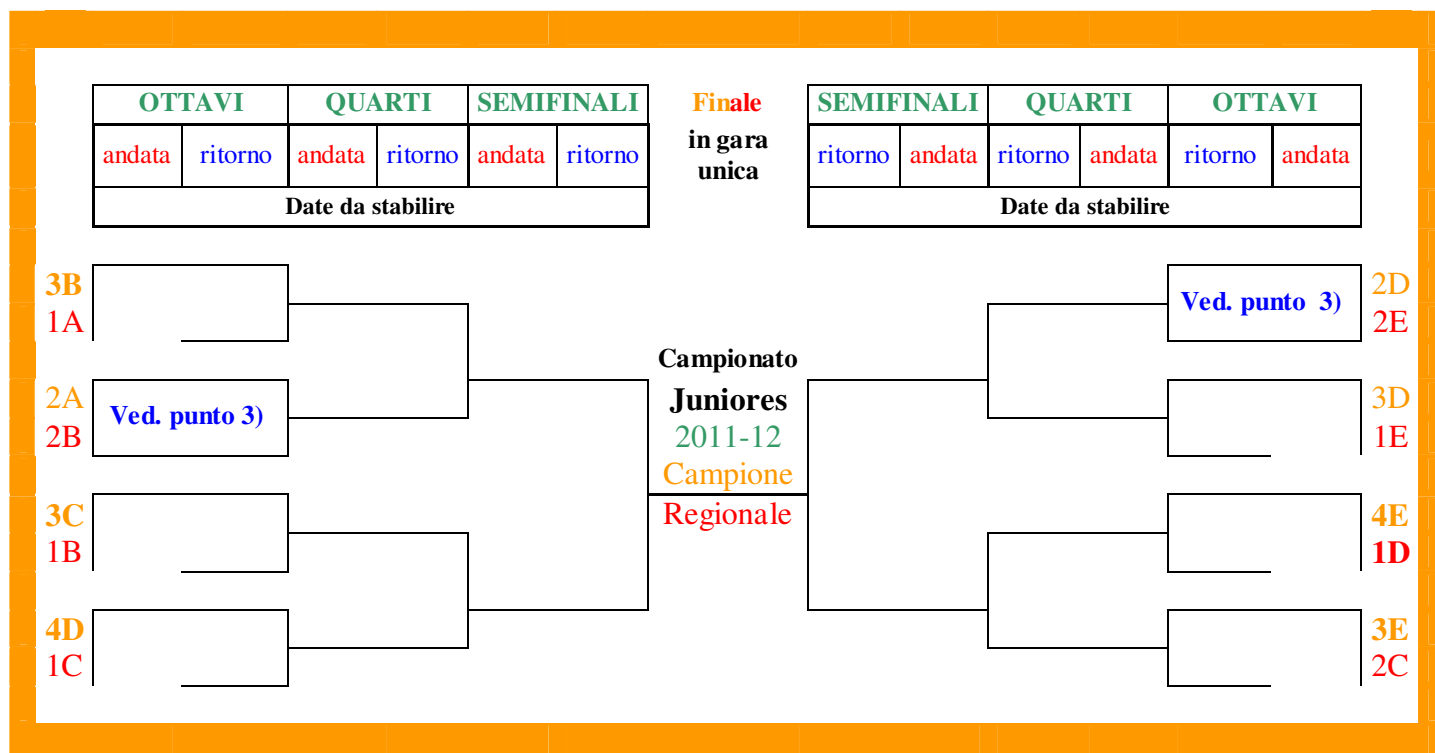 OTTAVI QUARTI SEMIFINALI Finale SEMIFINALI QUARTI OTTAVI
andata ritorno andata ritorno andata ritorno in gara unica ritorno andata ritorno andata ritorno andata
Date da stabilire Date da stabilire
3B
1A
2A
2B
Ved. punto 3)
3C
1B
4D
1C
Campionato
Juniores
2011-12
Campione
Regionale
Ved. punto 3)
2D
2E
3D
1E
4E
1D
3E
2C